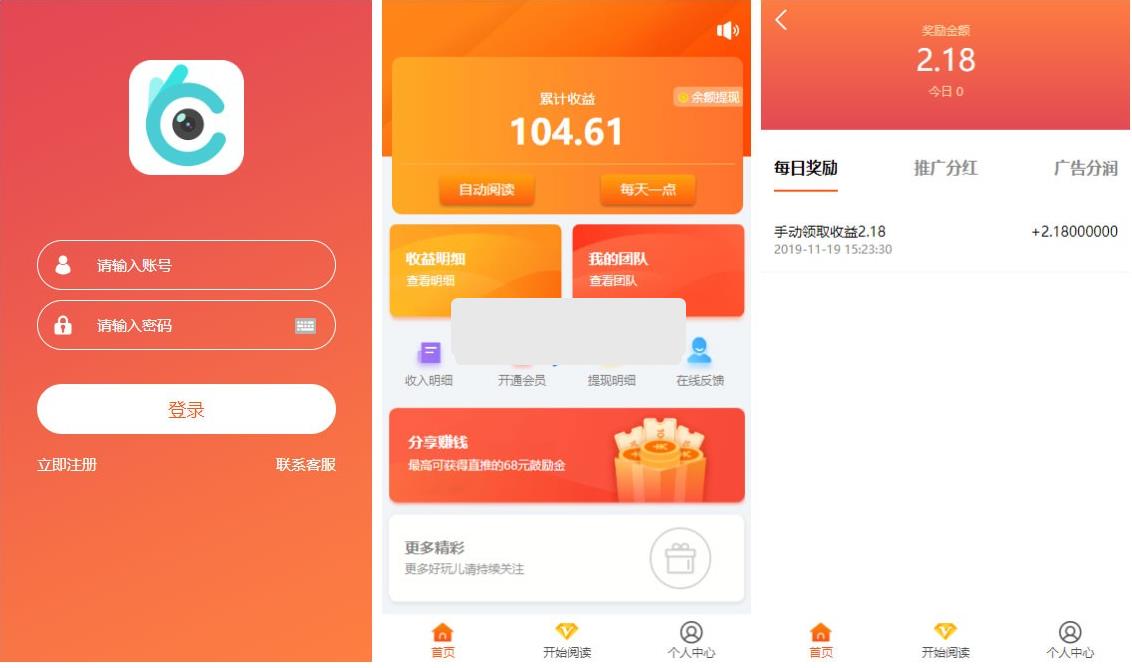 请输入账号
请输入密码
登录
立即注册
联系客服
累计收益
余额提现
104.61
自动阅读
每天一点
收益明细
查看明细
我的团队
查看团队
收入明细
开通会员
提现明细
在线反馈
分享赚钱
最高可获得直推的68元鼓励金
更多精彩
更多好玩儿请持续关注
首页
开始阅读
个人中心
奖励金额
2.18
今日 0
每日奖励
推广分红
广告分润
手动领取收益2.18
+2.18000000
2019-11-19 15:23:30
首页
开始阅读
个人中心